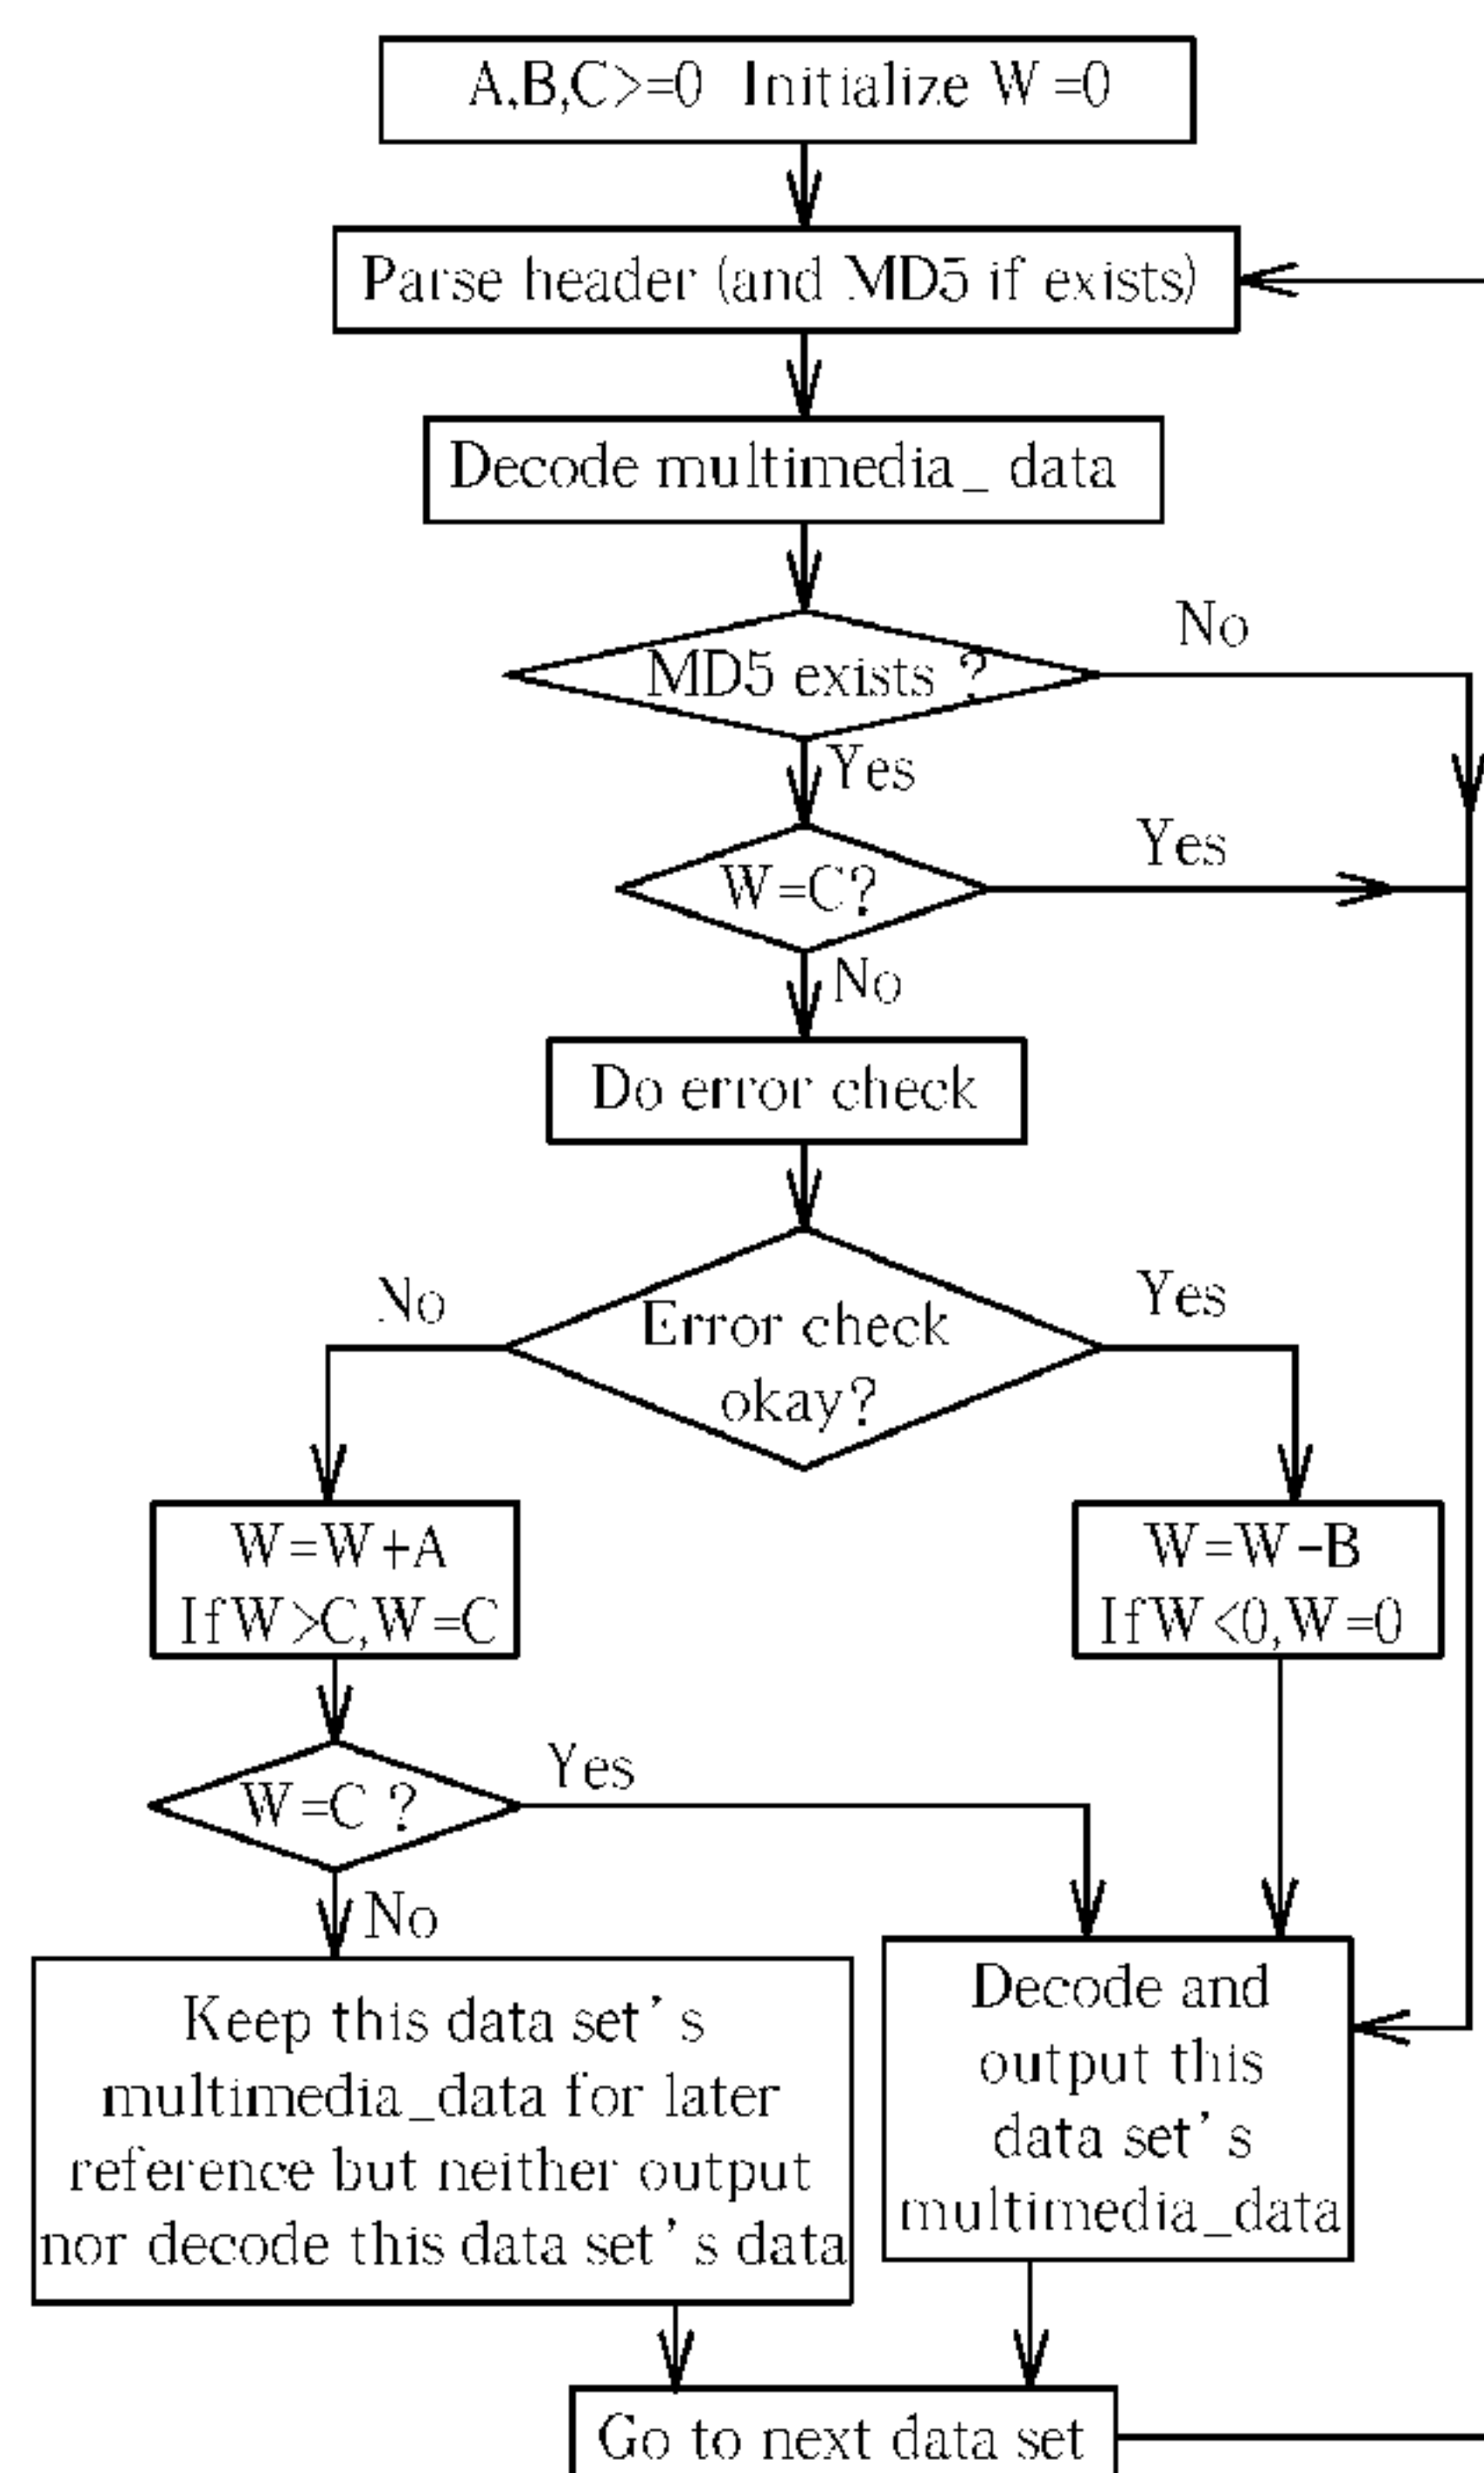 A,B,C>=0 Initialize W=0
Parse header (and MD5 if exists)
Decode multimedia_ data
MD5 exists ?
No
Yes
W=C?
Yes
No
Do error check
Error check
okay?
No
Yes
W=W+A
If W>C,W=C
W=W-B
If W<0,W=0
W=C ?
Yes
No
Keep this data set's
multimedia_data for later
reference but neither output
nor decode this data set's data
Decode and
output this
data set's
multimedia_data
Go to next data set